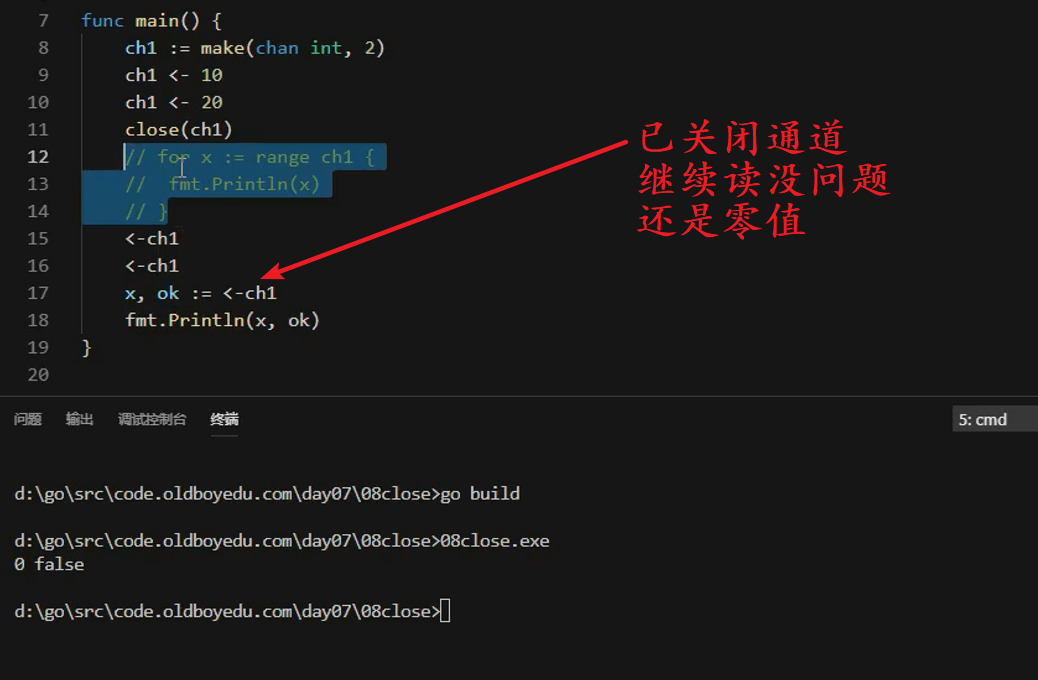 7 func main() {
8 ch1 := make(chan int, 2)
9 ch1 <- 10
10 ch1 <- 20
11 close(ch1)
12 // for x := range ch1 {
13 // fmt.Println(x)
14 // }
15 <-ch1
16 <-ch1
17 x, ok := <-ch1
18 fmt.Println(x, ok)
19 }
20
已关闭通道
继续读没问题
还是零值
问题 输出 调试控制台 终端 5: cmd
d:\go\src\code.oldboyedu.com\day07\08close>go build
d:\go\src\code.oldboyedu.com\day07\08close>08close.exe
0 false
d:\go\src\code.oldboyedu.com\day07\08close>